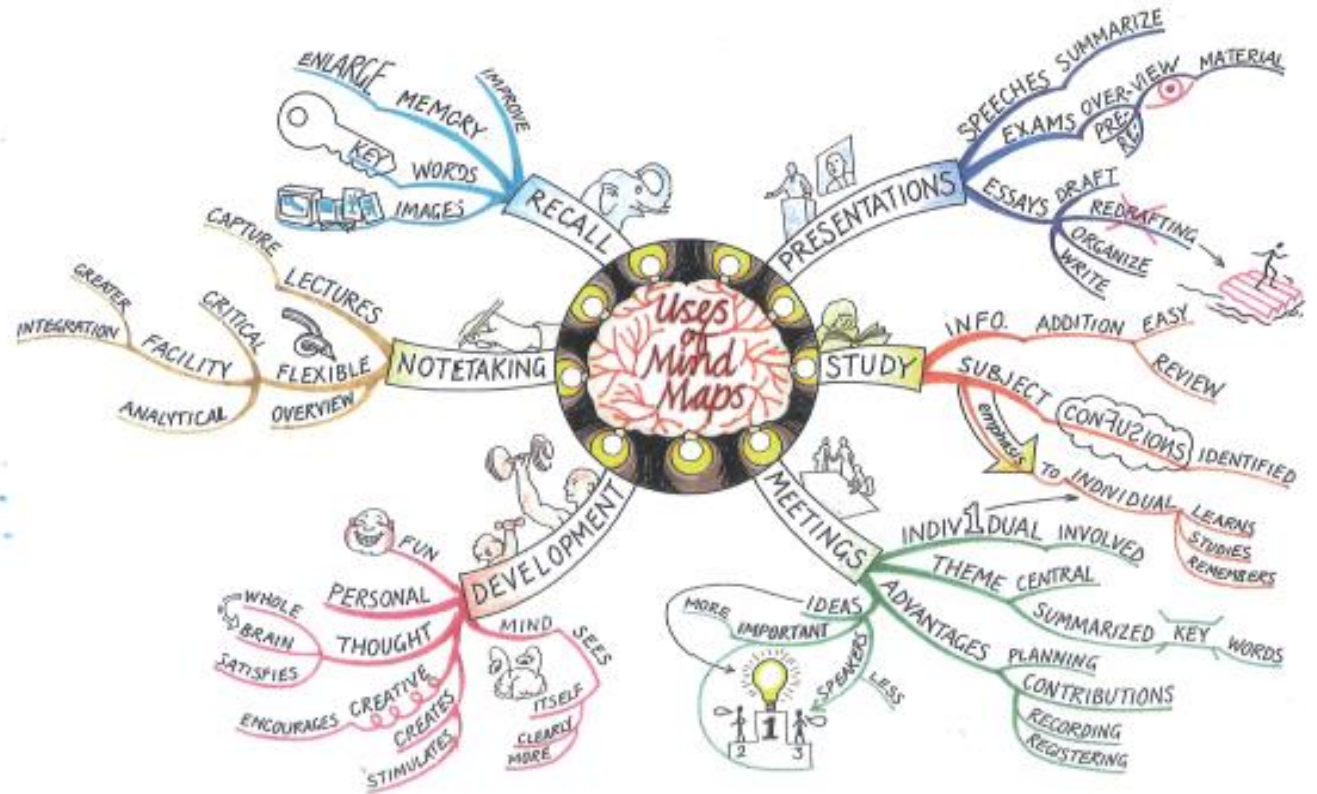 Uses
of
Mind
Maps
RECALL
ENLARGE
MEMORY
IMPROVE
KEY
WORDS
IMAGES
PRESENTATIONS
SPEECHES SUMMARIZE
EXAMS OVER-VIEW
PRE-
RE-
MATERIAL
ESSAYS DRAFT
REDRAFTING
ORGANIZE
WRITE
STUDY
INFO. ADDITION EASY
REVIEW
SUBJECT
CONFUSIONS
IDENTIFIED
emphasis
TO INDIVIDUAL LEARNS
STUDIES
REMEMBERS
MEETINGS
INDIV1DUAL INVOLVED
THEME CENTRAL
SUMMARIZED KEY WORDS
ADVANTAGES PLANNING
CONTRIBUTIONS
RECORDING
REGISTERING
IDEAS
MORE
IMPORTANT
SPEAKERS
LESS
1
2
3
DEVELOPMENT
FUN
PERSONAL
THOUGHT
WHOLE
BRAIN
SATISFIES
CREATIVE
ENCOURAGES
CREATES
STIMULATES
MIND SEES
ITSELF
CLEARLY
MORE
NOTETAKING
LECTURES
CAPTURE
FLEXIBLE
CRITICAL
FACILITY
GREATER
INTEGRATION
ANALYTICAL
OVERVIEW